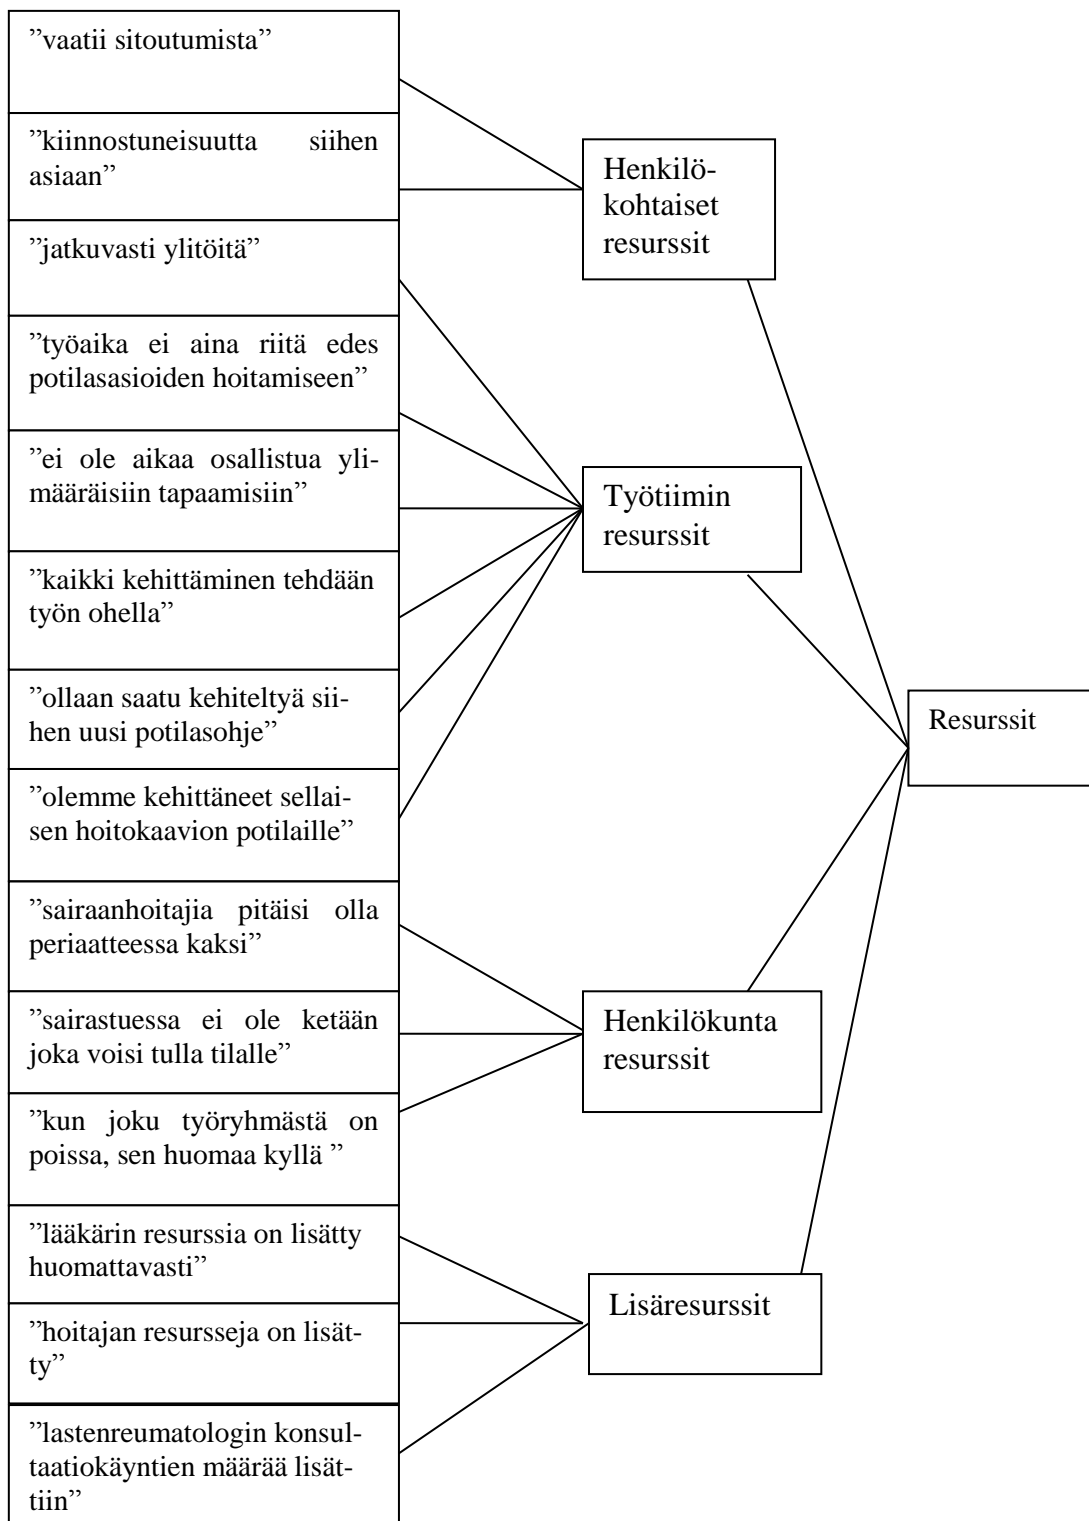 ”vaatii sitoutumista”
”kiinnostuneisuutta siihen
asiaan”
”jatkuvasti ylitöitä”
”työaika ei aina riitä edes
potilasasioiden hoitamiseen”
”ei ole aikaa osallistua yli-
määräisiin tapaamisiin”
”kaikki kehittäminen tehdään
työn ohella”
”ollaan saatu kehiteltyä sii-
hen uusi potilasohje”
”olemme kehittäneet sellai-
sen hoitokaavion potilaille”
”sairaanhoitajia pitäisi olla
periaatteessa kaksi”
”sairastuessa ei ole ketään
joka voisi tulla tilalle”
”kun joku työryhmästä on
poissa, sen huomaa kyllä ”
”lääkärin resurssia on lisätty
huomattavasti”
”hoitajan resursseja on lisät-
ty”
”lastenreumatologin konsul-
taatiokäyntien määrää lisät-
tiin”
Henkilö-
kohtaiset
resurssit
Työtiimin
resurssit
Henkilökunta
resurssit
Lisäresurssit
Resurssit